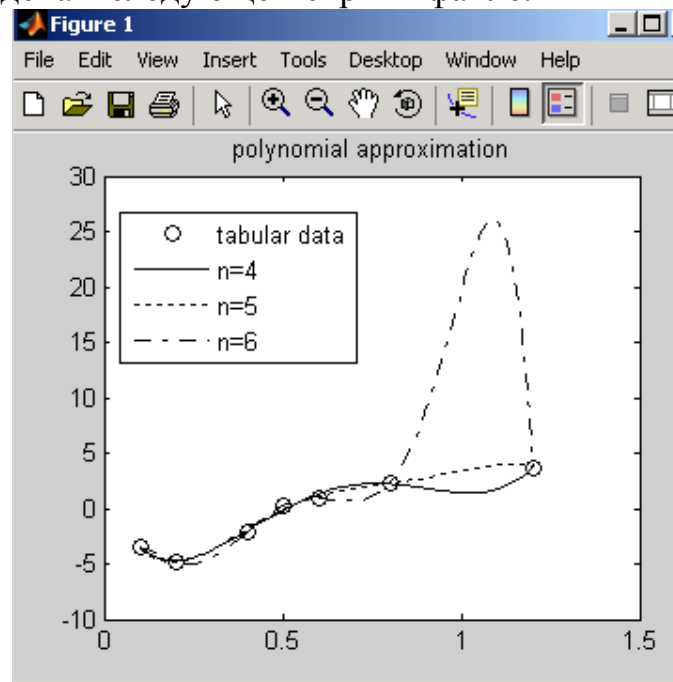 Figure 1
File Edit View Insert Tools Desktop Window Help
polynomial approximation
30
25
20
15
10
5
0
-5
-10
0 0.5 1 1.5
tabular data
n=4
n=5
n=6